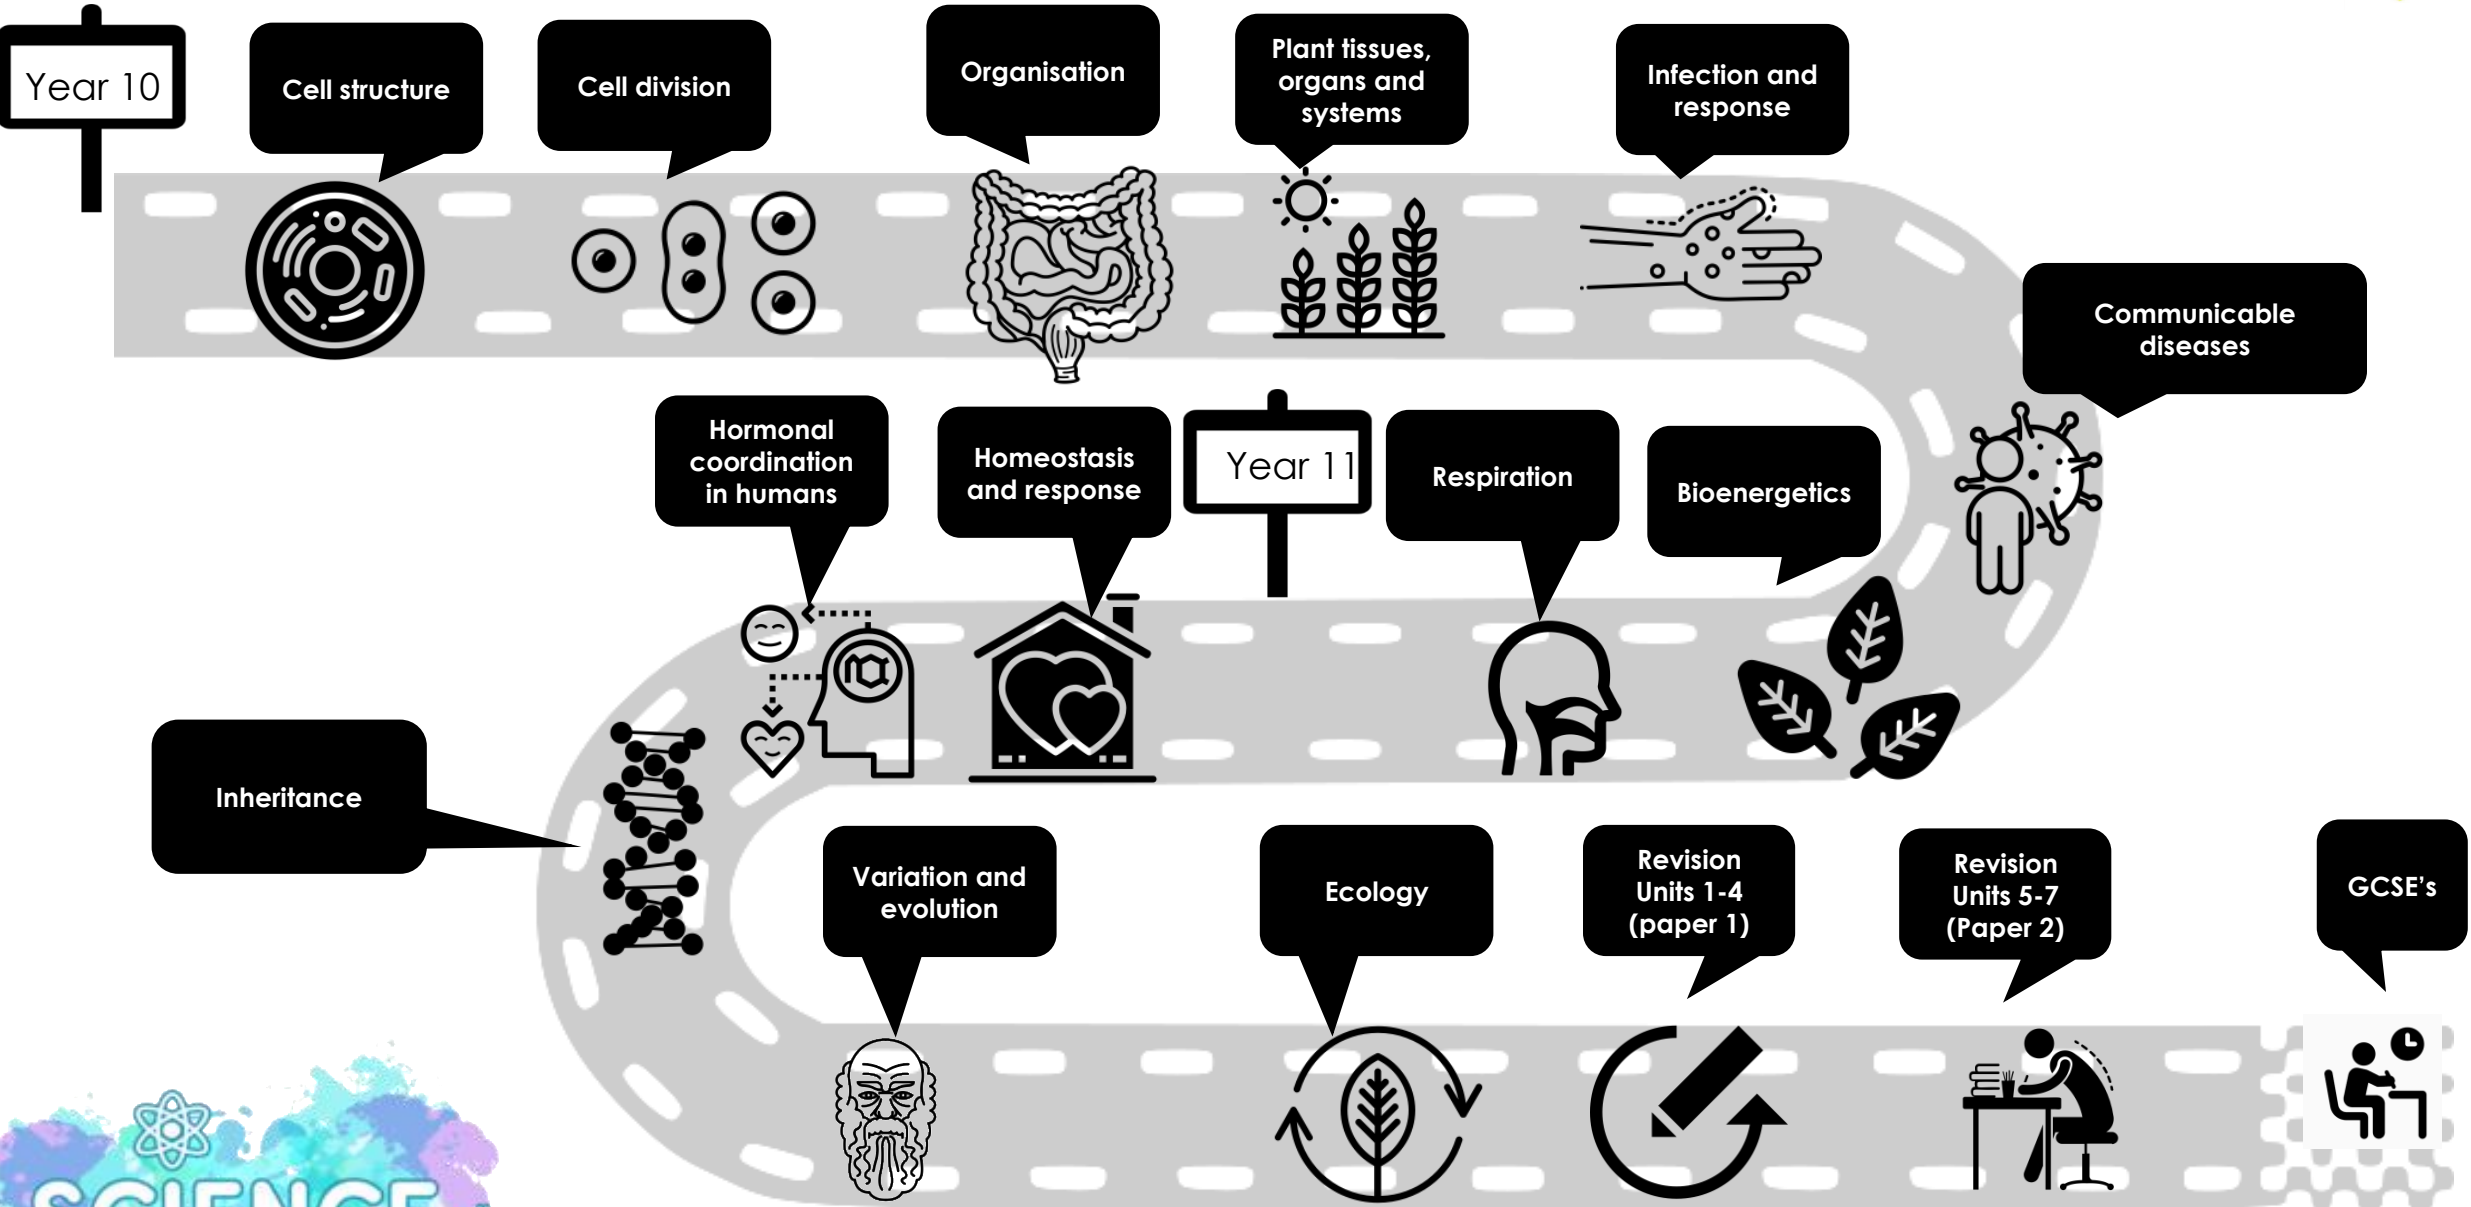 Year 10
Cell structure
Cell division
Organisation
Plant tissues,
organs and
systems
Infection and
response
Communicable
diseases
Bioenergetics
Respiration
Year 11
Homeostasis
and response
Hormonal
coordination
in humans
Inheritance
Variation and
evolution
Ecology
Revision
Units 1-4
(paper 1)
Revision
Units 5-7
(Paper 2)
GCSE’s
SCIENCE